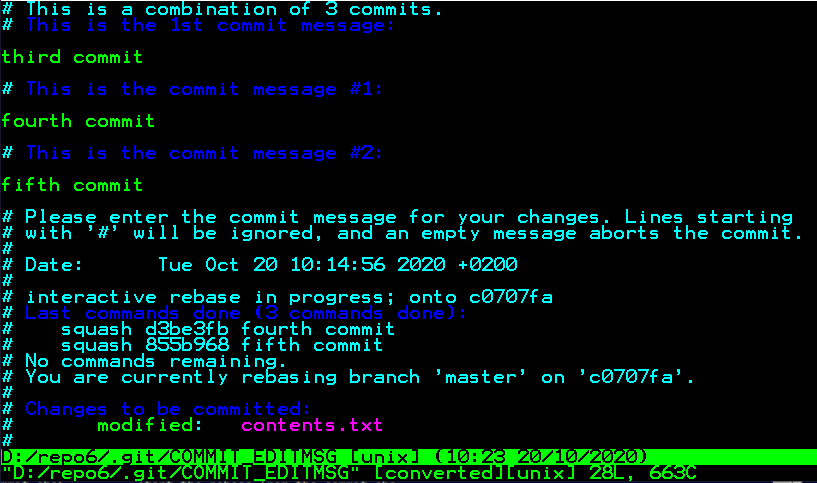 # This is a combination of 3 commits.
# This is the 1st commit message:
third commit
# This is the commit message #1:
fourth commit
# This is the commit message #2:
fifth commit
# Please enter the commit message for your changes. Lines starting
# with '#' will be ignored, and an empty message aborts the commit.
#
# Date:      Tue Oct 20 10:14:56 2020 +0200
#
# interactive rebase in progress; onto c0707fa
# Last commands done (3 commands done):
#    squash d3be3fb fourth commit
#    squash 855b968 fifth commit
# No commands remaining.
# You are currently rebasing branch 'master' on 'c0707fa'.
#
# Changes to be committed:
#       modified:   contents.txt
#
D:/repo6/.git/COMMIT_EDITMSG [unix] (10:23 20/10/2020)
"D:/repo6/.git/COMMIT_EDITMSG" [converted][unix] 28L, 663C